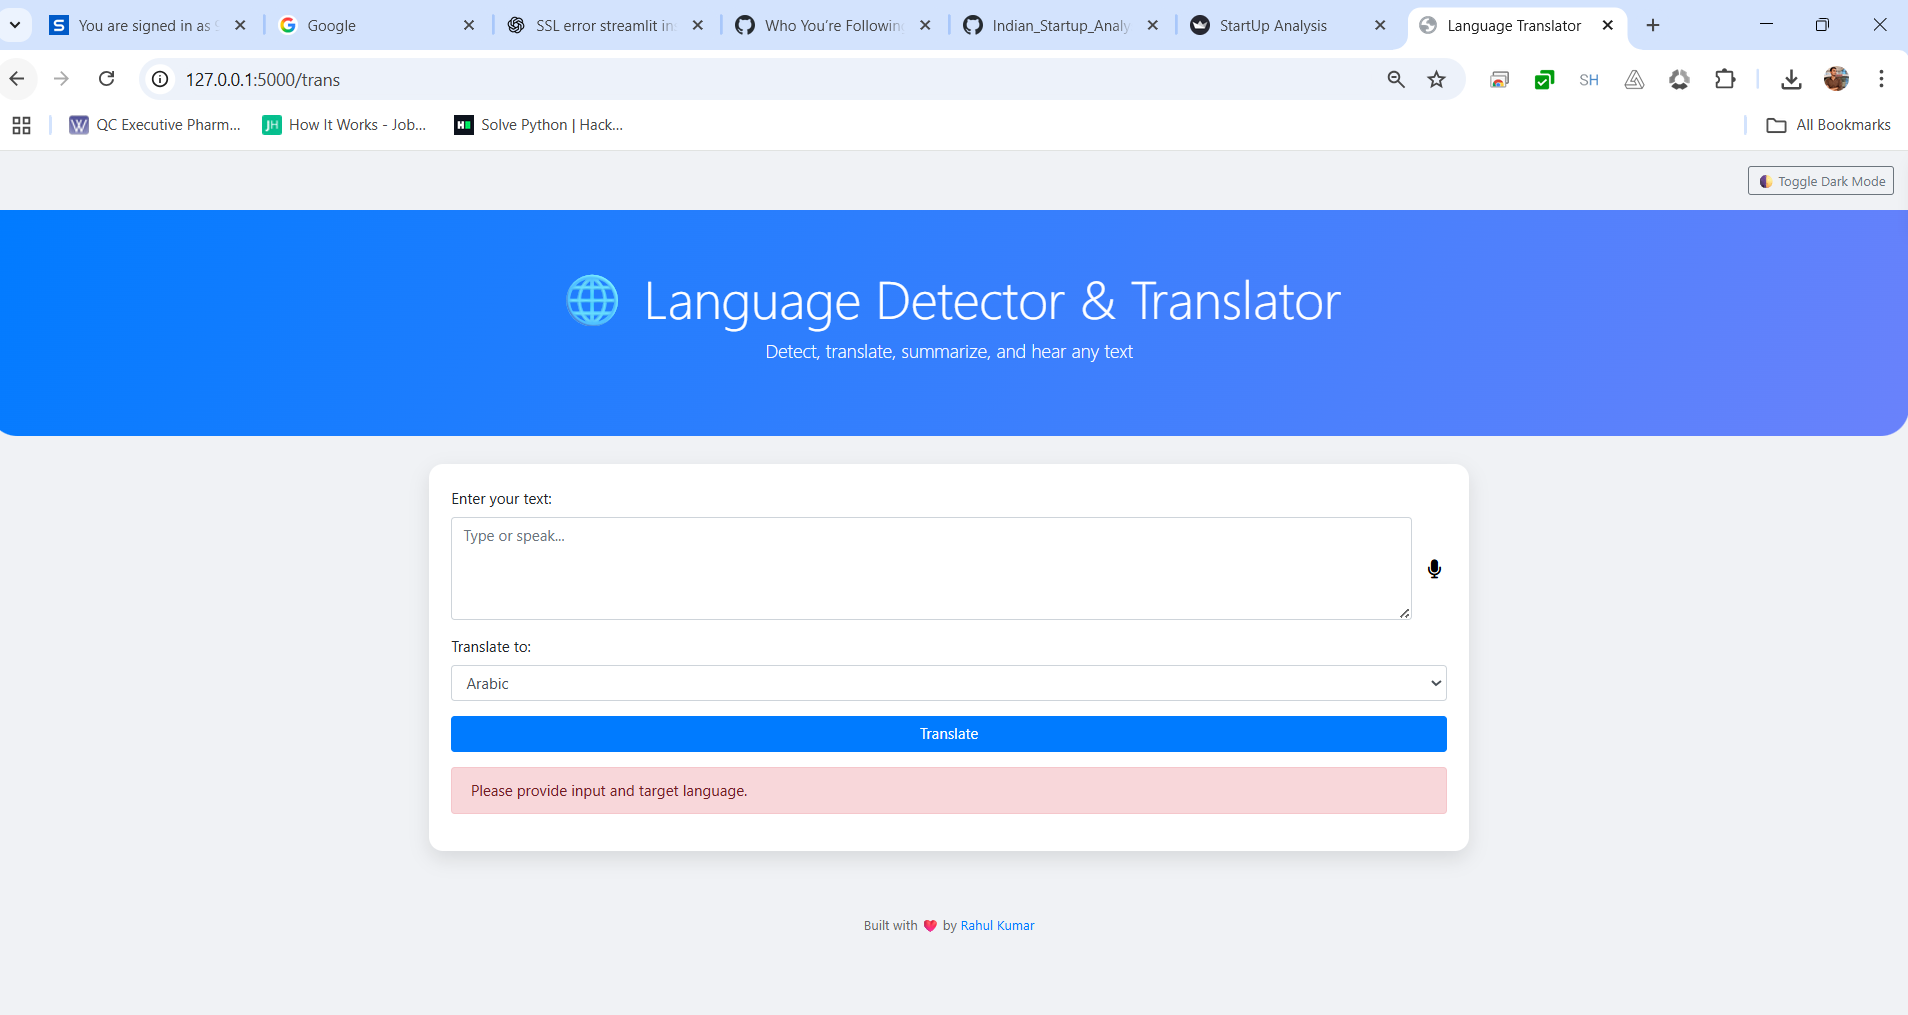 You are signed in as
Google
SSL error streamlit ins
Who You’re Following
Indian_Startup_Analy
StartUp Analysis
Language Translator
127.0.0.1:5000/trans
SH
QC Executive Pharm...
How It Works - Job...
Solve Python | Hack...
All Bookmarks
Toggle Dark Mode
Language Detector & Translator
Detect, translate, summarize, and hear any text
Enter your text:
Type or speak...
Translate to:
Arabic
Translate
Please provide input and target language.
Built with ❤️ by Rahul Kumar